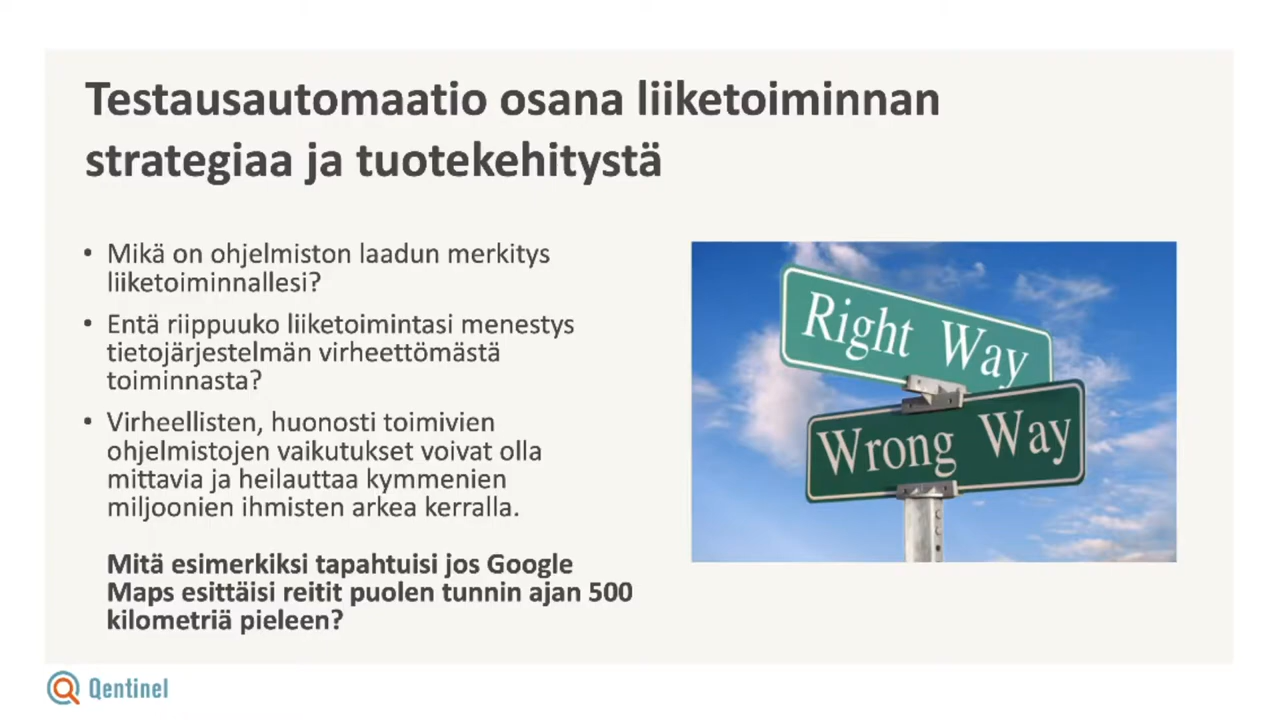 Testausautomaatio osana liiketoiminnan
strategiaa ja tuotekehitystä
• Mikä on ohjelmiston laadun merkitys
liiketoiminnallesi?
• Entä riippuuko liiketoimintasi menestys
tietojärjestelmän virheettömästä
toiminnasta?
• Virheellisten, huonosti toimivien
ohjelmistojen vaikutukset voivat olla
mittavia ja heilauttaa kymmenien
miljoonien ihmisten arkea kerralla.
Mitä esimerkiksi tapahtuisi jos Google
Maps esittäisi reitit puolen tunnin ajan 500
kilometriä pieleen?
Right Way
Wrong Way
Qentinel